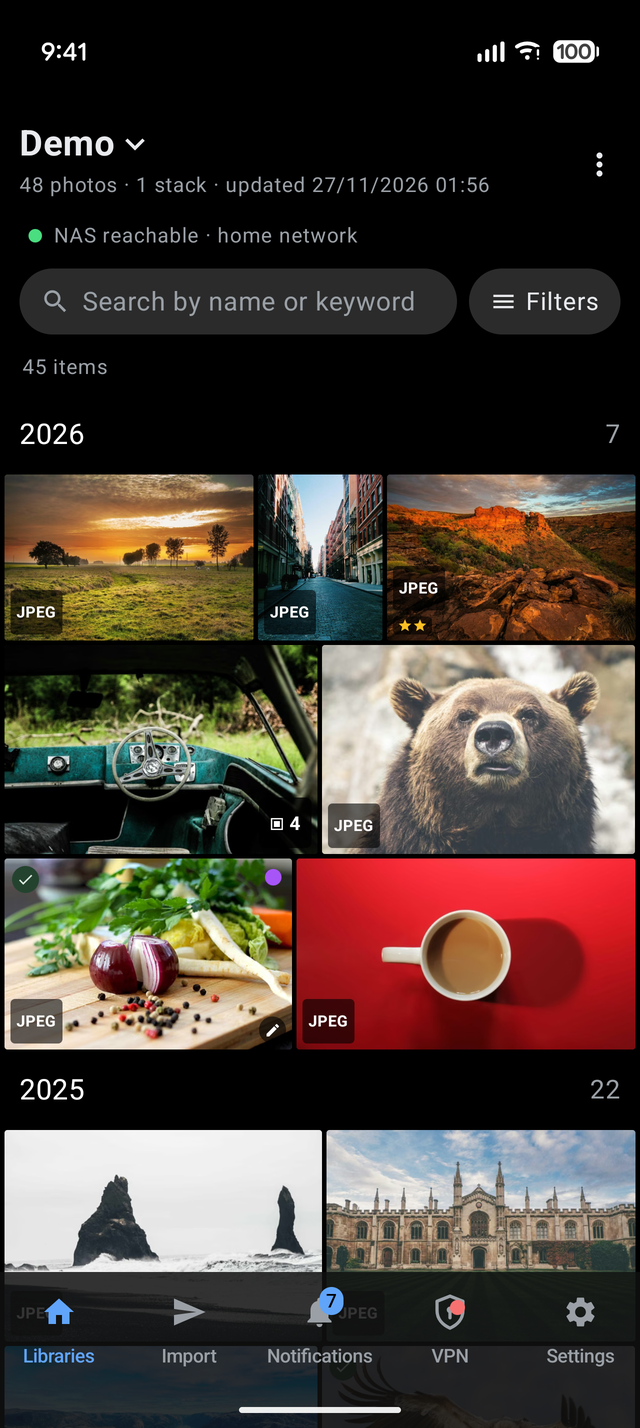 9:41
100
Demo
48 photos · 1 stack · updated 27/11/2026 01:56
NAS reachable · home network
Search by name or keyword
Filters
45 items
2026
7
JPEG
JPEG
JPEG
4
JPEG
JPEG
JPEG
2025
22
JPEG
JPEG
7
Libraries
Import
Notifications
VPN
Settings